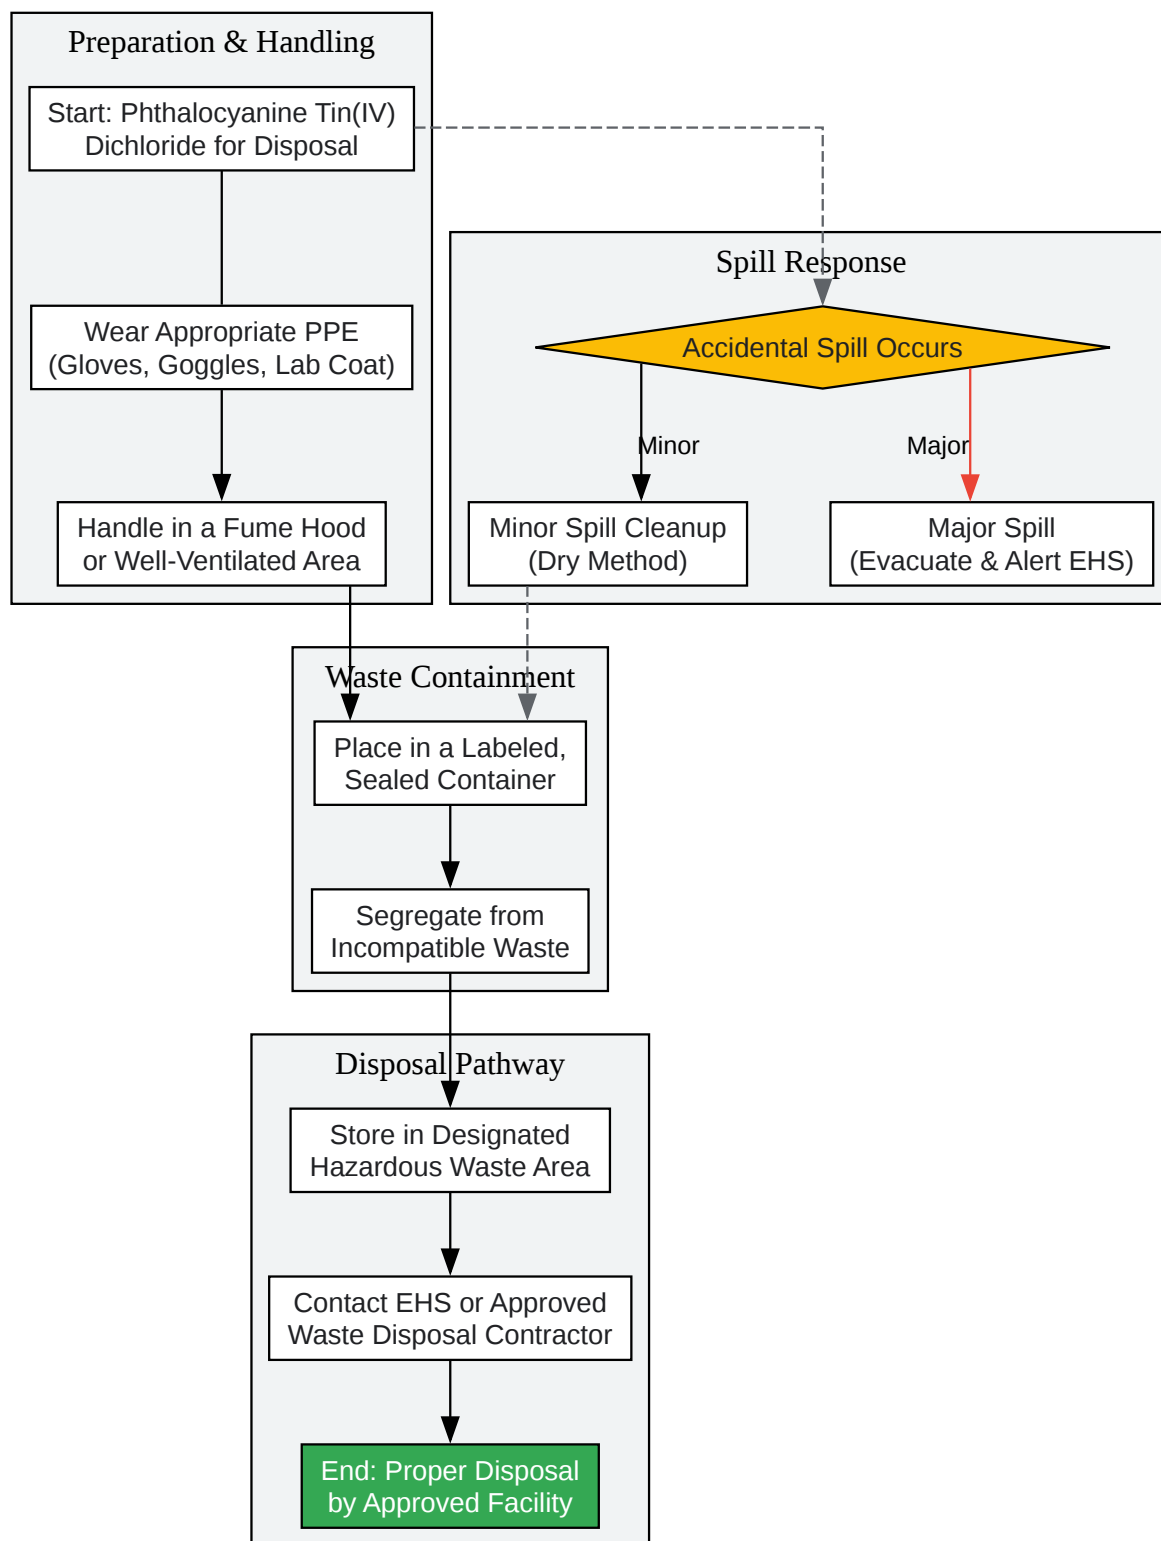 Preparation & Handling
Start: Phthalocyanine Tin(IV)
Dichloride for Disposal
Wear Appropriate PPE
(Gloves, Goggles, Lab Coat)
Handle in a Fume Hood
or Well-Ventilated Area
Spill Response
Accidental Spill Occurs
Minor
Major
Minor Spill Cleanup
(Dry Method)
Major Spill
(Evacuate & Alert EHS)
Waste Containment
Place in a Labeled,
Sealed Container
Segregate from
Incompatible Waste
Disposal Pathway
Store in Designated
Hazardous Waste Area
Contact EHS or Approved
Waste Disposal Contractor
End: Proper Disposal
by Approved Facility